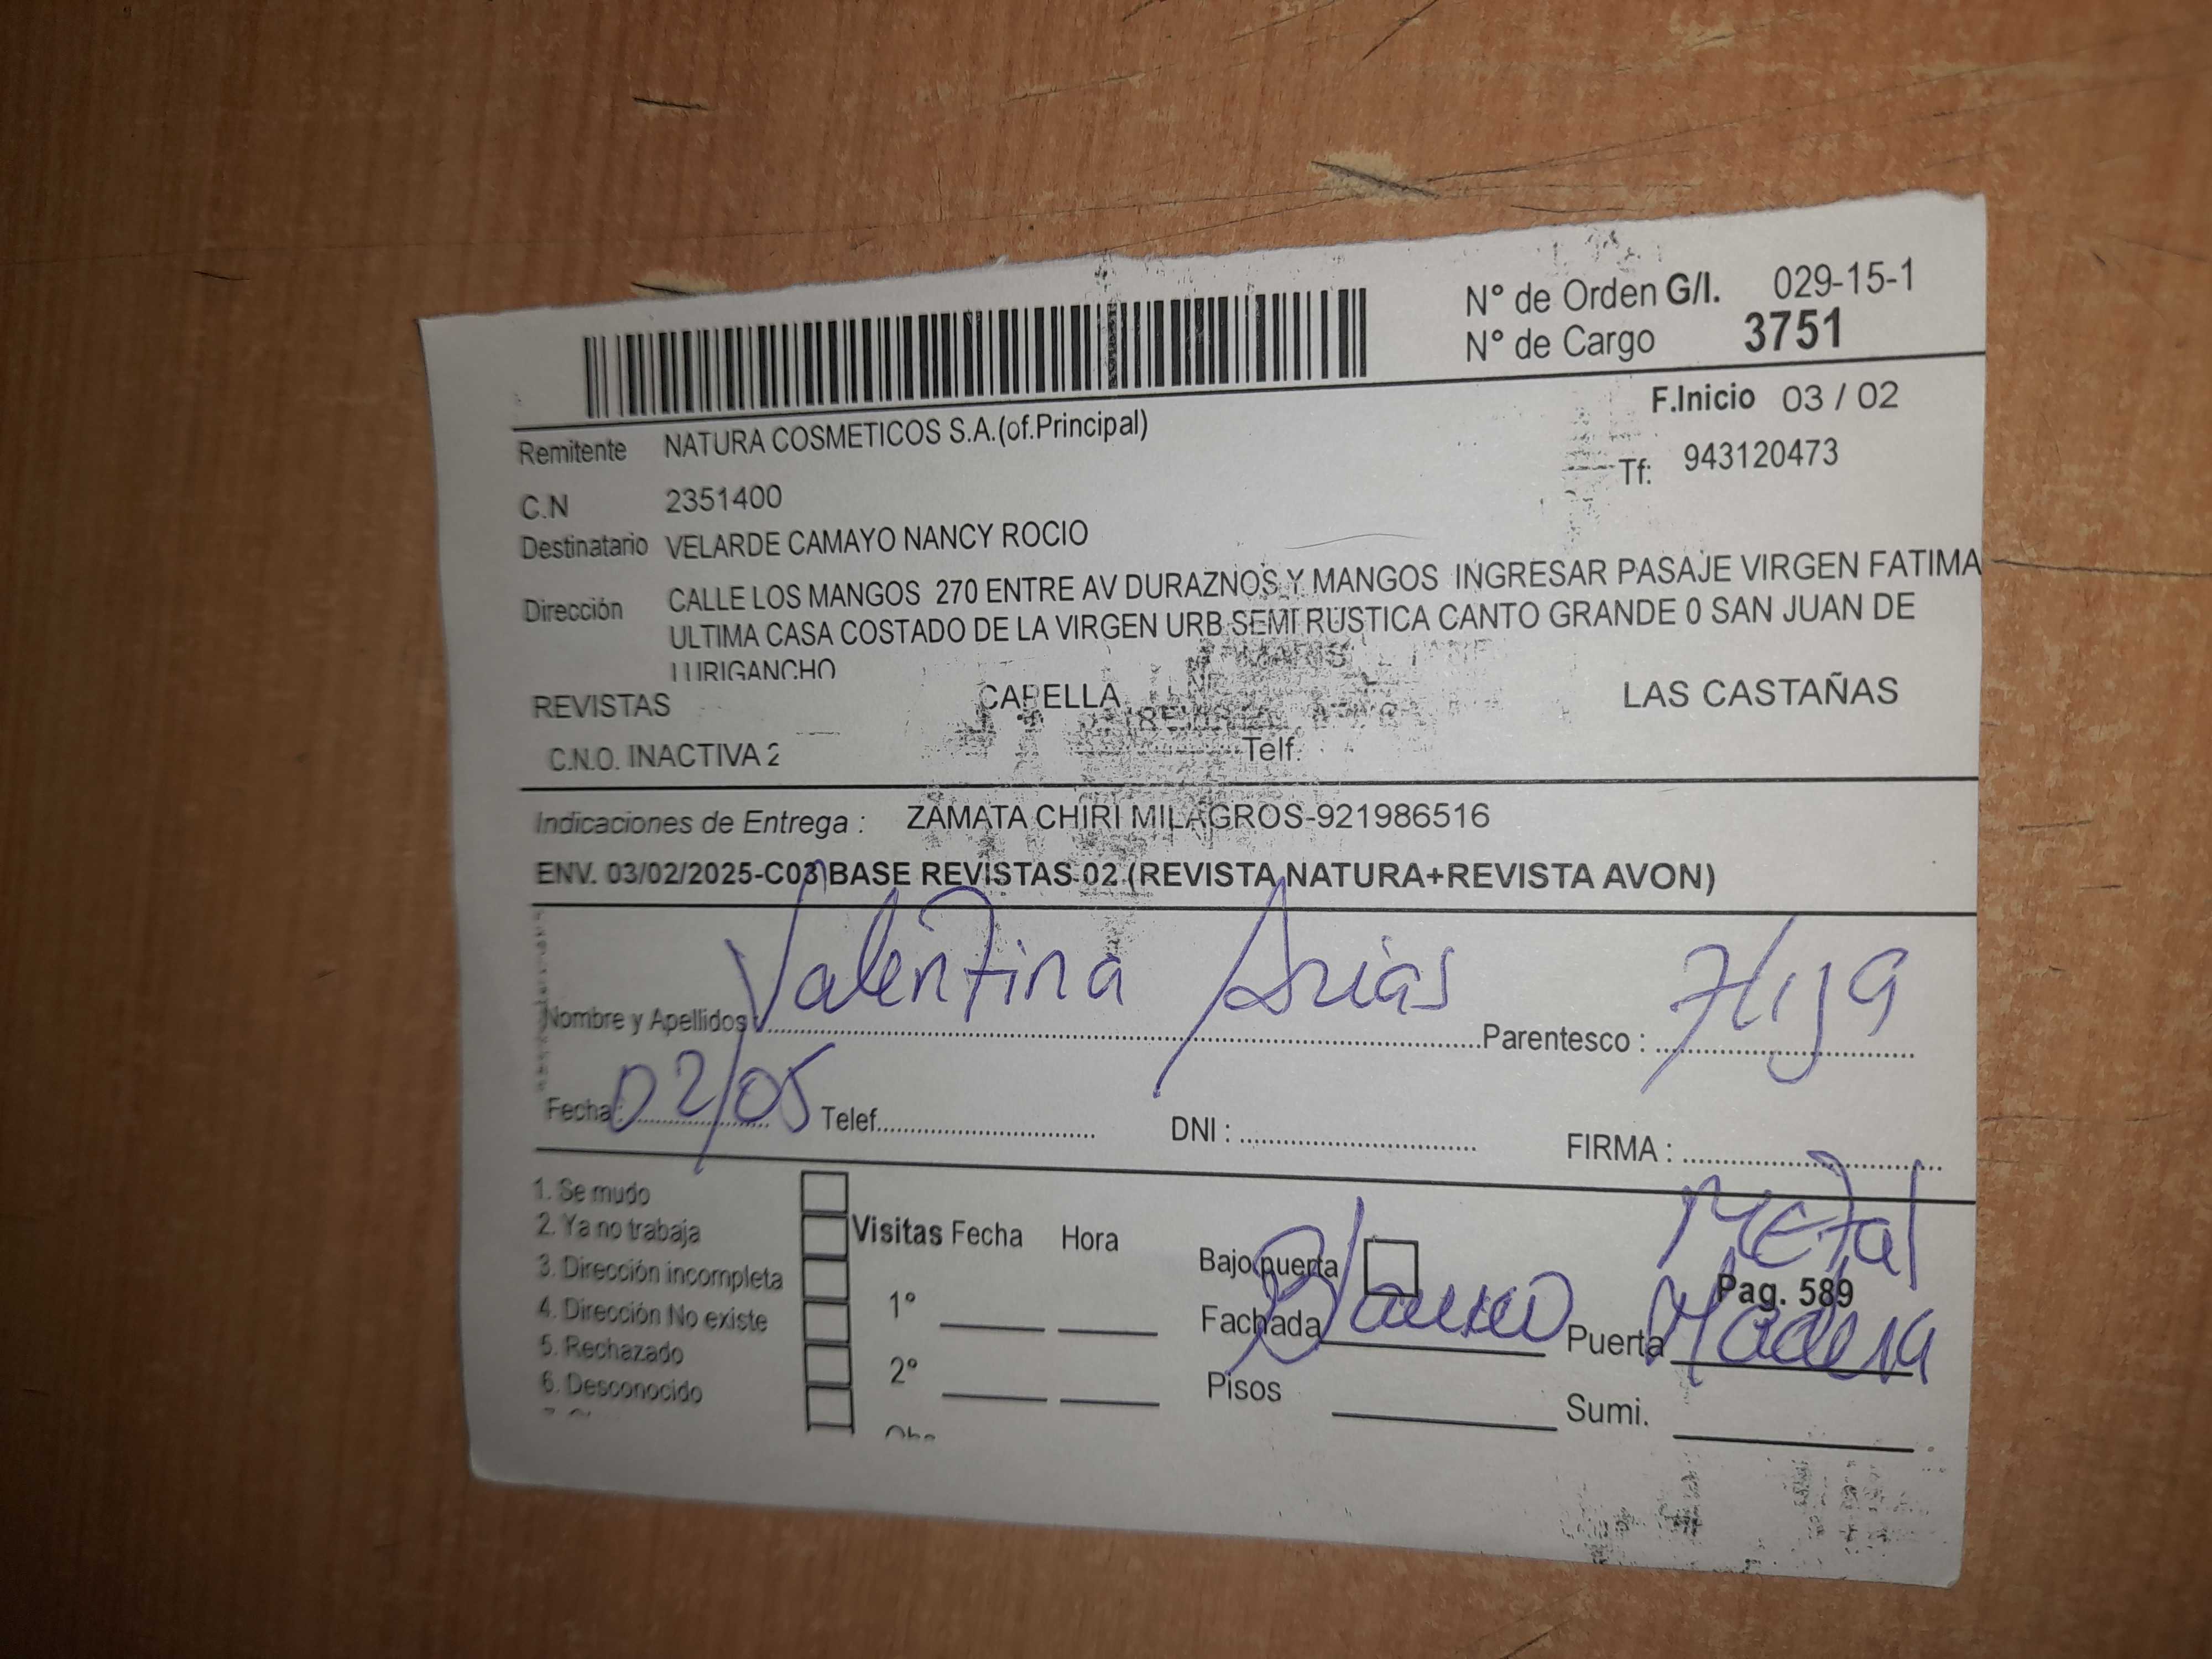 N° de Orden G/I. 029-15-1
N° de Cargo 3751
F.Inicio 03 / 02
Remitente NATURA COSMETICOS S.A.(of.Principal)
Tf: 943120473
C.N 2351400
Destinatario VELARDE CAMAYO NANCY ROCIO
Dirección CALLE LOS MANGOS 270 ENTRE AV DURAZNOS Y MANGOS INGRESAR PASAJE VIRGEN FATIMA
ULTIMA CASA COSTADO DE LA VIRGEN URB SEMI RUSTICA CANTO GRANDE 0 SAN JUAN DE
LURIGANCHO
REVISTAS CAPELLA LAS CASTAÑAS
C.N.O. INACTIVA 2 Telf:
Indicaciones de Entrega : ZAMATA CHIRI MILAGROS-921986516
ENV. 03/02/2025-C03 BASE REVISTAS 02 (REVISTA NATURA+REVISTA AVON)
Nombre y Apellidos : Valentina Arias Parentesco : Hija
Fecha: 02/05 Telef. DNI : FIRMA :
1. Se mudo
2. Ya no trabaja
3. Dirección incompleta
4. Dirección No existe
5. Rechazado
6. Desconocido
Visitas Fecha Hora
1°
2°
Bajo puerta Metal
Pag. 589
Fachada Blanco Puerta Madera
Pisos Sumi.